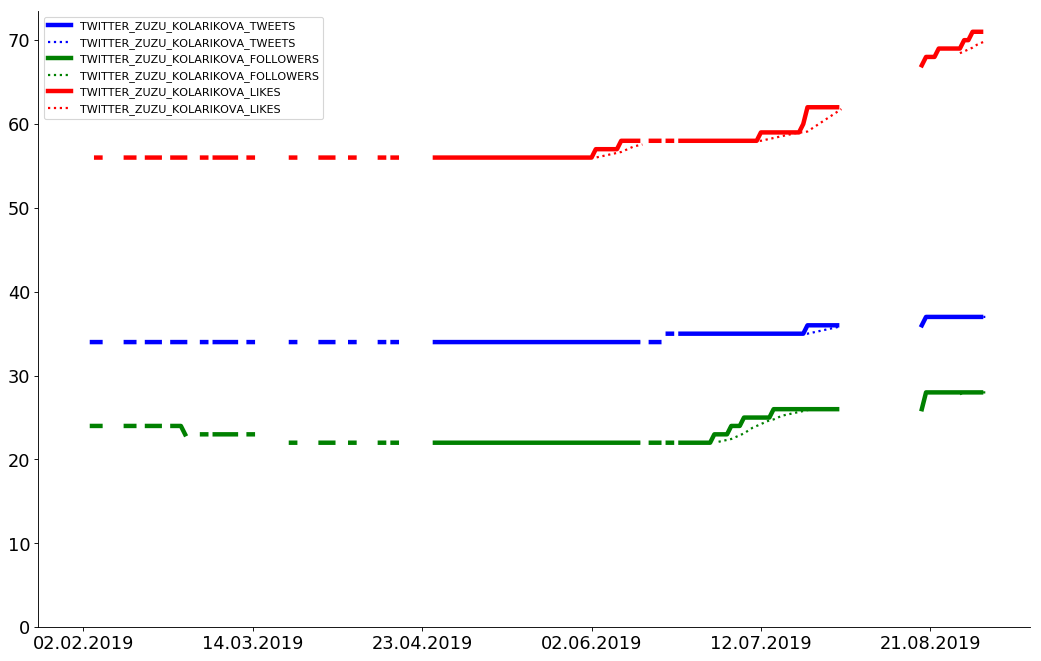 TWITTER_ZUZU_KOLARIKOVA_TWEETS
TWITTER_ZUZU_KOLARIKOVA_TWEETS
TWITTER_ZUZU_KOLARIKOVA_FOLLOWERS
TWITTER_ZUZU_KOLARIKOVA_FOLLOWERS
TWITTER_ZUZU_KOLARIKOVA_LIKES
TWITTER_ZUZU_KOLARIKOVA_LIKES
70
60
50
40
30
20
10
0
02.02.2019 14.03.2019 23.04.2019 02.06.2019 12.07.2019 21.08.2019